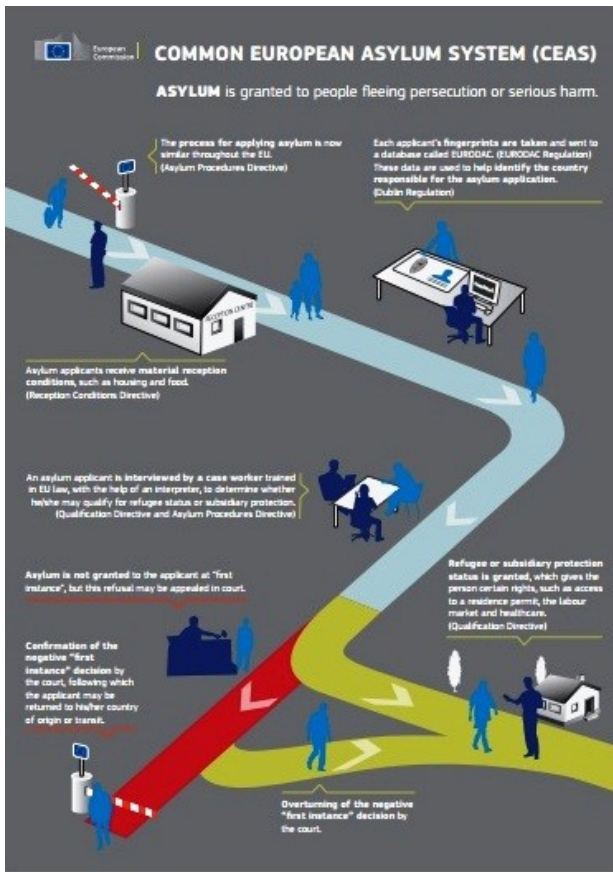 European
Commission
COMMON EUROPEAN ASYLUM SYSTEM (CEAS)
ASYLUM is granted to people fleeing persecution or serious harm.
The process for applying asylum is now
similar throughout the EU.
(Asylum Procedures Directive)
Each applicant's fingerprints are taken and sent to
a database called EURODAC. (EURODAC Regulation)
These data are used to help identify the country
responsible for the asylum application.
(Dublin Regulation)
RECEPTION CENTRE
Asylum applicants receive material reception
conditions, such as housing and food.
(Reception Conditions Directive)
An asylum applicant is interviewed by a case worker trained
in EU law, with the help of an interpreter, to determine whether
he/she may qualify for refugee status or subsidiary protection.
(Qualification Directive and Asylum Procedures Directive)
Asylum is not granted to the applicant at "first
instance", but this refusal may be appealed in court.
Refugee or subsidiary protection
status is granted, which gives the
person certain rights, such as access
to a residence permit, the labour
market and healthcare.
(Qualification Directive)
Confirmation of the
negative "first
instance" decision by
the court, following which
the applicant may be
returned to his/her country
of origin or transit.
Overturning of the negative
"first instance" decision by
the court.